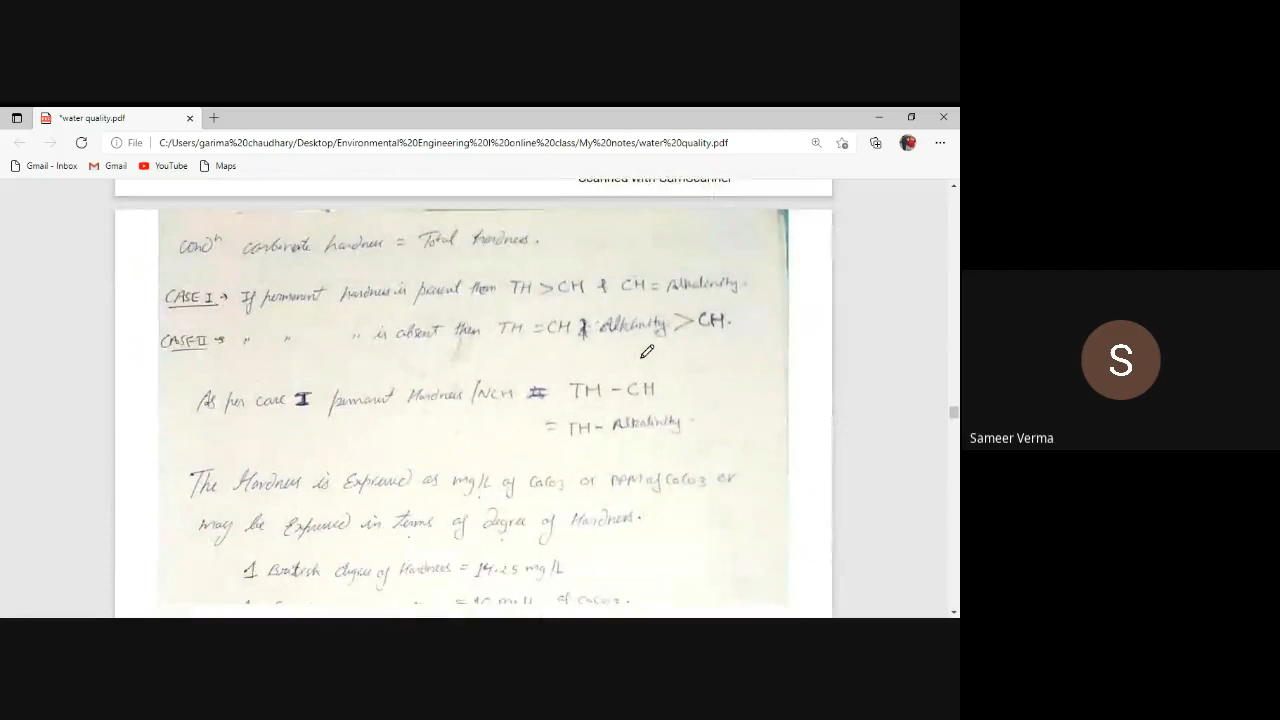 *water quality.pdf
File C:/Users/garima%20chaudhary/Desktop/Environmental%20Engineering%20I%20online%20class/My%20notes/water%20quality.pdf
Gmail - Inbox Gmail YouTube Maps
Scanned with CamScanner
condn carbonate hardness = Total hardness.
CASE I → If permanent hardness is present then TH > CH & CH = Alkalinity.
CASE II → " " " is absent then TH = CH & Alkalinity > CH.
As per case I permanent Hardness /NCH = TH - CH
= TH - Alkalinity.
The Hardness is Expressed as mg/L of CaCO3 or PPM of CaCO3 or
may be Expressed in terms of degree of Hardness.
1 British degree of Hardness = 14.25 mg/L
S
Sameer Verma